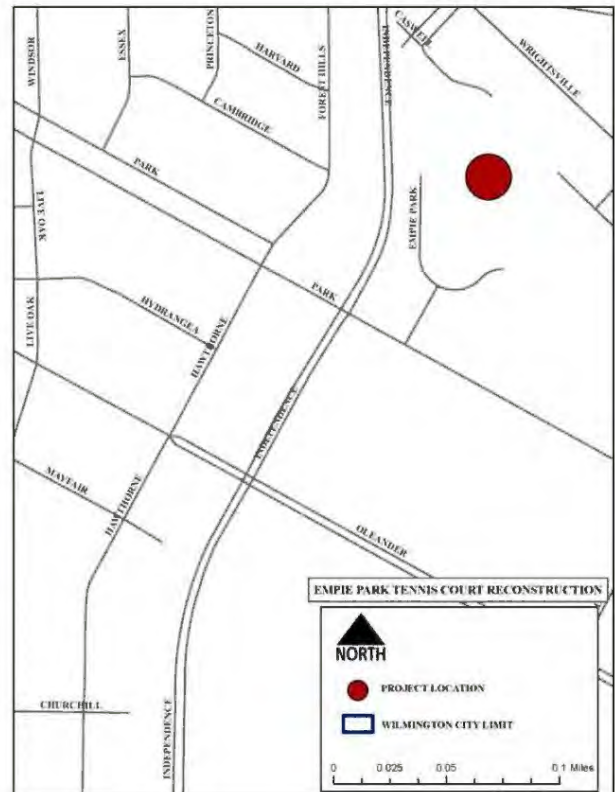 WINDSOR
ESSEX
PRINCETON
HARVARD
FOREST HILLS
INDEPENDENCE
CASWELL
WRIGHTSVILLE
CAMBRIDGE
PARK
LIVE OAK
EMPIE PARK
HYDRANGEA
PARK
LIVE OAK
HAWTHORNE
INDEPENDENCE
MAYFAIR
HAWTHORNE
OLEANDER
CHURCHILL
INDEPENDENCE
EMPIE PARK TENNIS COURT RECONSTRUCTION
NORTH
PROJECT LOCATION
WILMINGTON CITY LIMIT
0 0.025 0.05 0.1 Miles